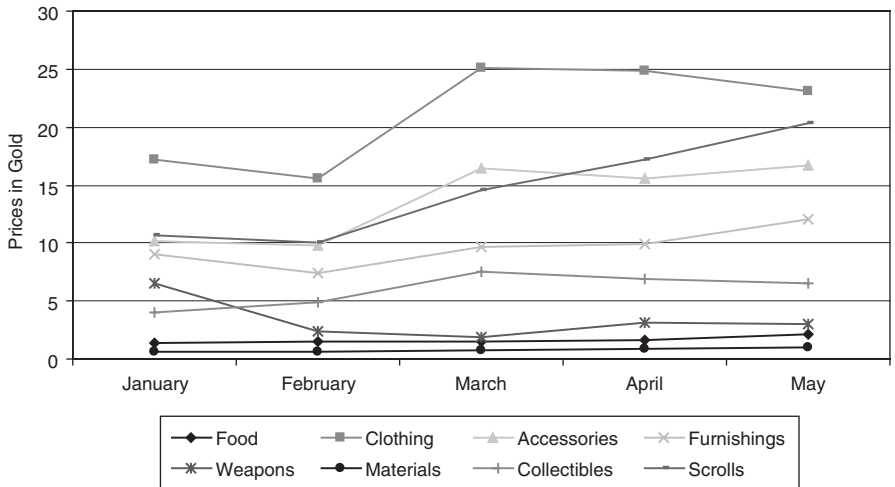 30
25
20
15
10
5
0
Prices in Gold
January February March April May
Food Clothing Accessories Furnishings
Weapons Materials Collectibles Scrolls